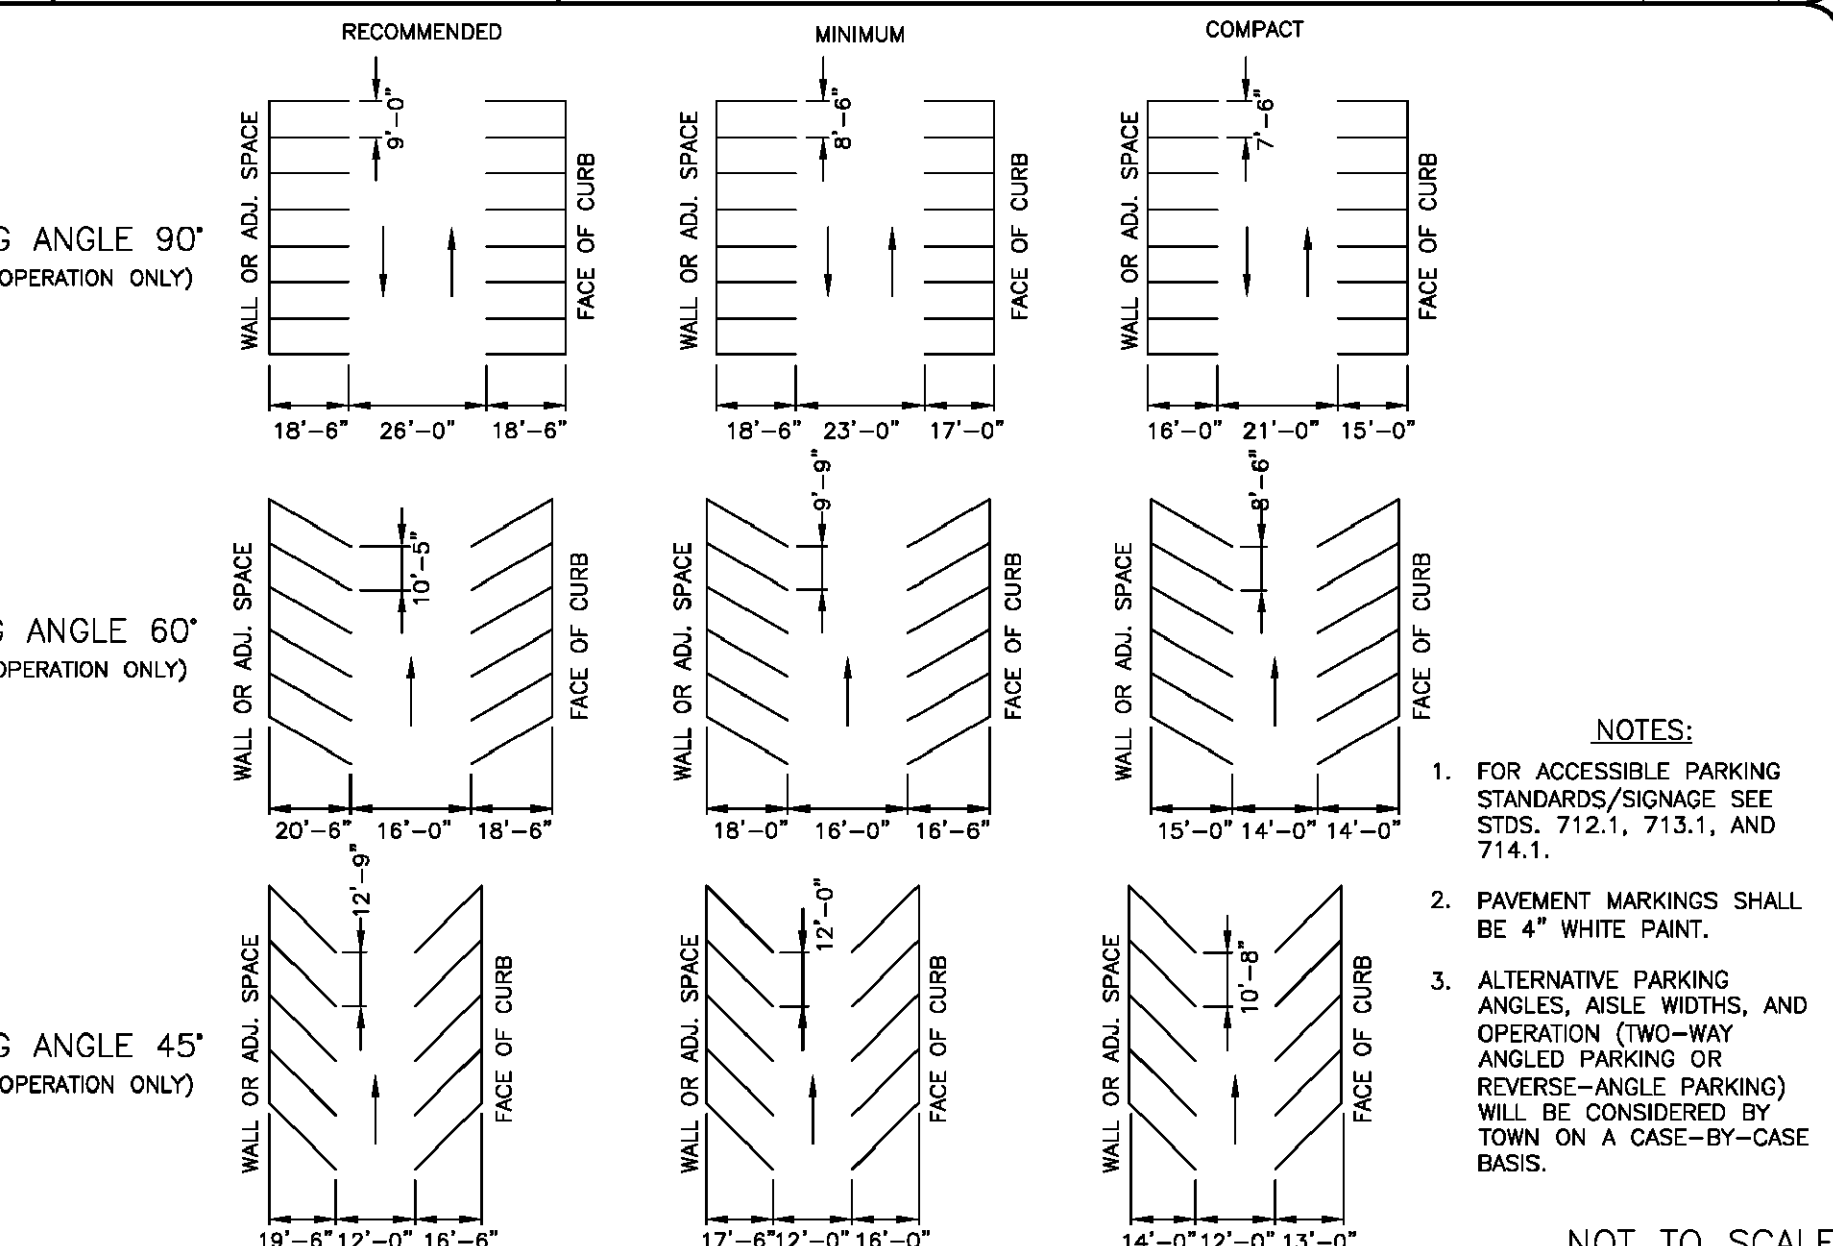 RECOMMENDED
MINIMUM
COMPACT
G ANGLE 90°
OPERATION ONLY)
WALL OR ADJ. SPACE
9'-0"
FACE OF CURB
18'-6" 26'-0" 18'-6"
WALL OR ADJ. SPACE
8'-6"
FACE OF CURB
18'-6" 23'-0" 17'-0"
WALL OR ADJ. SPACE
7'-6"
FACE OF CURB
16'-0" 21'-0" 15'-0"
G ANGLE 60°
OPERATION ONLY)
WALL OR ADJ. SPACE
10'-5"
FACE OF CURB
20'-6" 16'-0" 18'-6"
WALL OR ADJ. SPACE
9'-9"
FACE OF CURB
18'-0" 16'-0" 16'-6"
WALL OR ADJ. SPACE
8'-6"
FACE OF CURB
15'-0" 14'-0" 14'-0"
G ANGLE 45°
OPERATION ONLY)
WALL OR ADJ. SPACE
12'-9"
FACE OF CURB
19'-6" 12'-0" 16'-6"
WALL OR ADJ. SPACE
12'-0"
FACE OF CURB
17'-6" 12'-0" 16'-0"
WALL OR ADJ. SPACE
10'-8"
FACE OF CURB
14'-0" 12'-0" 13'-0"
NOTES:
1. FOR ACCESSIBLE PARKING
STANDARDS/SIGNAGE SEE
STDS. 712.1, 713.1, AND
714.1.
2. PAVEMENT MARKINGS SHALL
BE 4" WHITE PAINT.
3. ALTERNATIVE PARKING
ANGLES, AISLE WIDTHS, AND
OPERATION (TWO-WAY
ANGLED PARKING OR
REVERSE-ANGLE PARKING)
WILL BE CONSIDERED BY
TOWN ON A CASE-BY-CASE
BASIS.
NOT TO SCALE